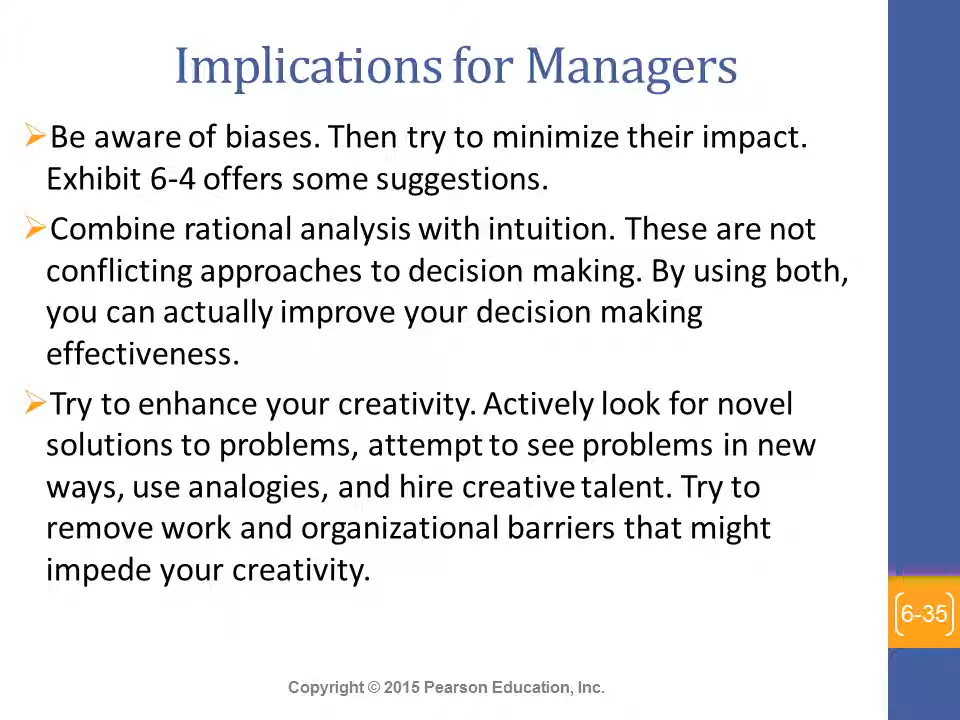 Implications for Managers
Be aware of biases. Then try to minimize their impact.
Exhibit 6-4 offers some suggestions.
Combine rational analysis with intuition. These are not
conflicting approaches to decision making. By using both,
you can actually improve your decision making
effectiveness.
Try to enhance your creativity. Actively look for novel
solutions to problems, attempt to see problems in new
ways, use analogies, and hire creative talent. Try to
remove work and organizational barriers that might
impede your creativity.
6-35
Copyright © 2015 Pearson Education, Inc.